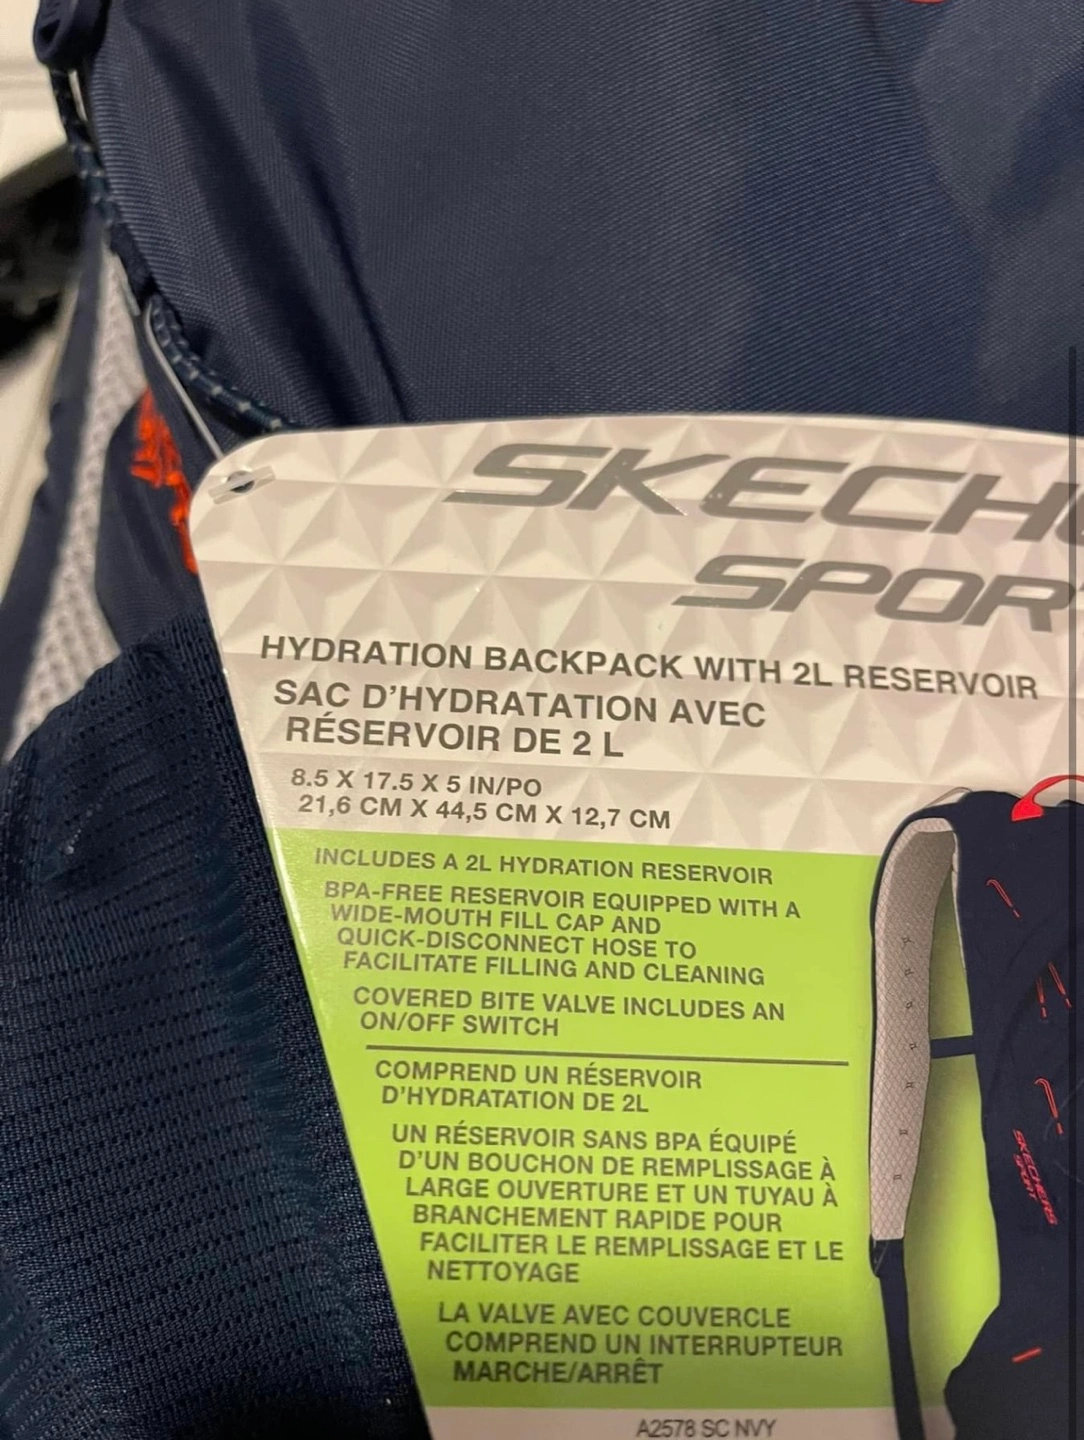 SKECH
SPORT
HYDRATION BACKPACK WITH 2L RESERVOIR
SAC D'HYDRATATION AVEC
RÉSERVOIR DE 2 L
8.5 X 17.5 X 5 IN/PO
21,6 CM X 44,5 CM X 12,7 CM
INCLUDES A 2L HYDRATION RESERVOIR
BPA-FREE RESERVOIR EQUIPPED WITH A
WIDE-MOUTH FILL CAP AND
QUICK-DISCONNECT HOSE TO
FACILITATE FILLING AND CLEANING
COVERED BITE VALVE INCLUDES AN
ON/OFF SWITCH
COMPREND UN RÉSERVOIR
D'HYDRATATION DE 2L
UN RÉSERVOIR SANS BPA ÉQUIPÉ
D'UN BOUCHON DE REMPLISSAGE À
LARGE OUVERTURE ET UN TUYAU À
BRANCHEMENT RAPIDE POUR
FACILITER LE REMPLISSAGE ET LE
NETTOYAGE
LA VALVE AVEC COUVERCLE
COMPREND UN INTERRUPTEUR
MARCHE/ARRÊT
SKECHERS
SPORT
A2578 SC NVY